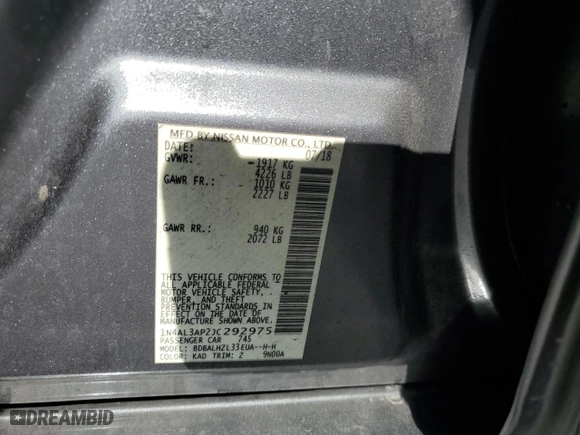 MFD BY NISSAN MOTOR CO., LTD.
DATE: 07/18
GVWR: 1917 KG
4226 LB
GAWR FR.: 1010 KG
2227 LB
GAWR RR.: 940 KG
2072 LB
THIS VEHICLE CONFORMS TO
ALL APPLICABLE FEDERAL
MOTOR VEHICLE SAFETY,
BUMPER, AND THEFT
PREVENTION STANDARDS IN
EFFECT ON THE DATE OF
MANUFACTURE SHOWN ABOVE.
1N4AL3APZJC292975
PASSENGER CAR 745
MODEL: BDBALHZL33EUA--H-H
COLOR: KAD TRIM: Z 9N00A
DREAMBID